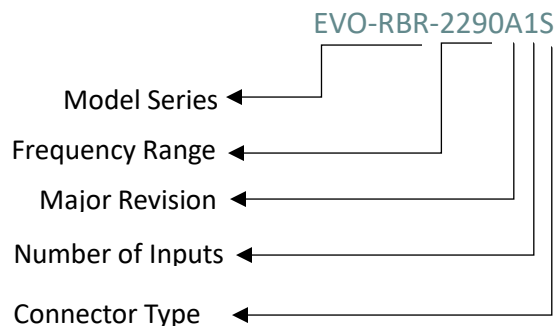 EVO-RBR-2290A1S
Model Series
Frequency Range
Major Revision
Number of Inputs
Connector Type